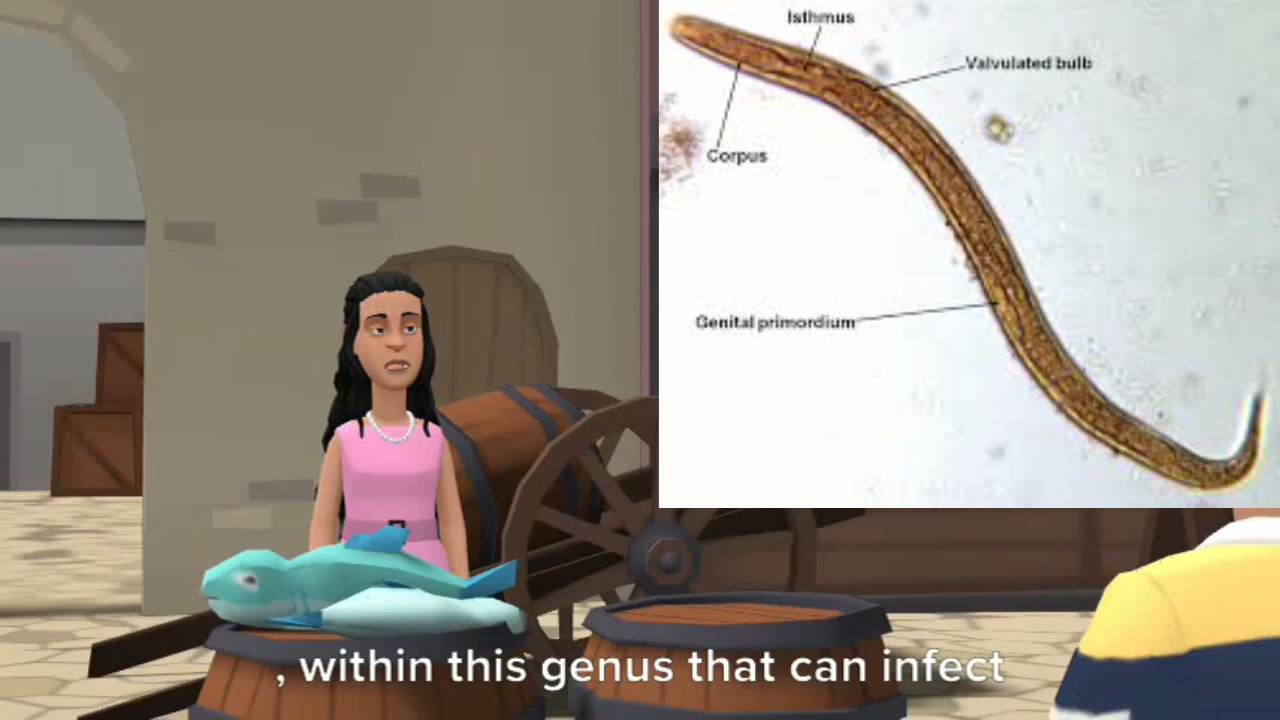 Isthmus
Valvulated bulb
Corpus
Genital primordium
, within this genus that can infect